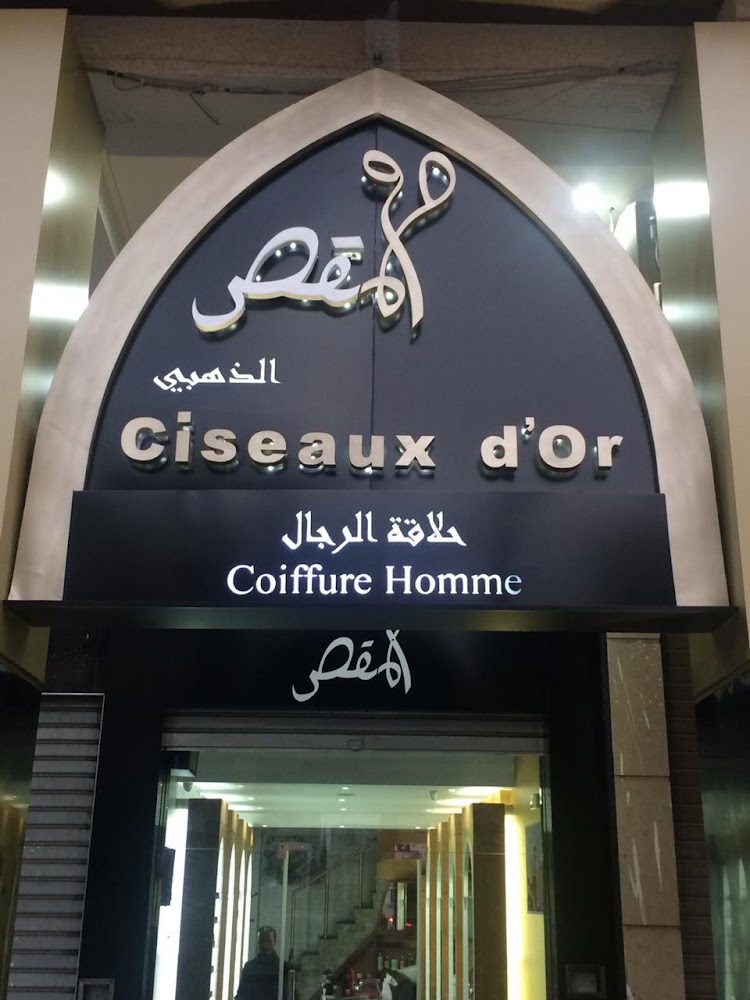 المقص
الذهبي
Ciseaux d'Or
حلاقة الرجال
Coiffure Homme
المقص